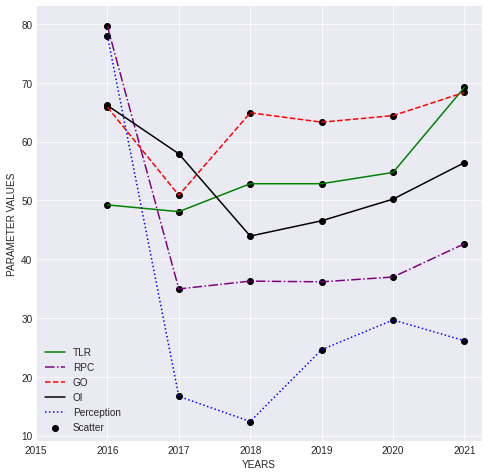 80
70
60
50
40
30
20
10
PARAMETER VALUES
TLR
RPC
GO
OI
Perception
Scatter
2015 2016 2017 2018 2019 2020 2021
YEARS